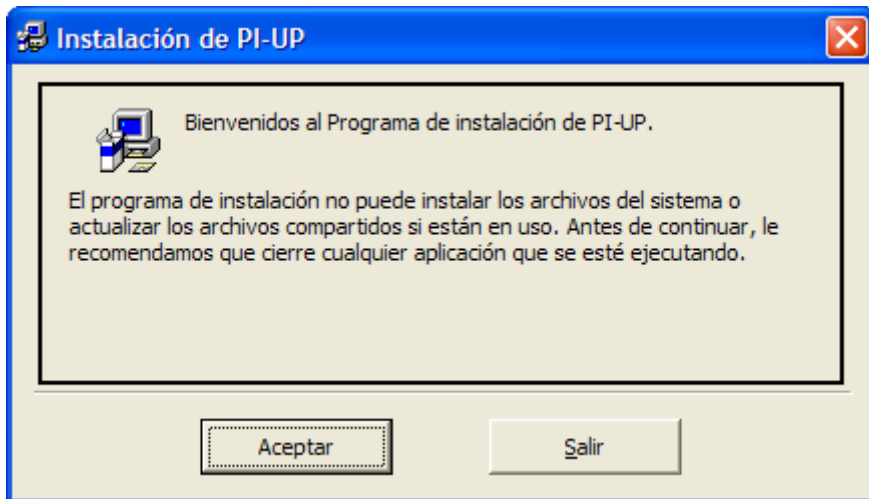 Instalación de PI-UP
Bienvenidos al Programa de instalación de PI-UP.
El programa de instalación no puede instalar los archivos del sistema o
actualizar los archivos compartidos si están en uso. Antes de continuar, le
recomendamos que cierre cualquier aplicación que se esté ejecutando.
Aceptar
Salir